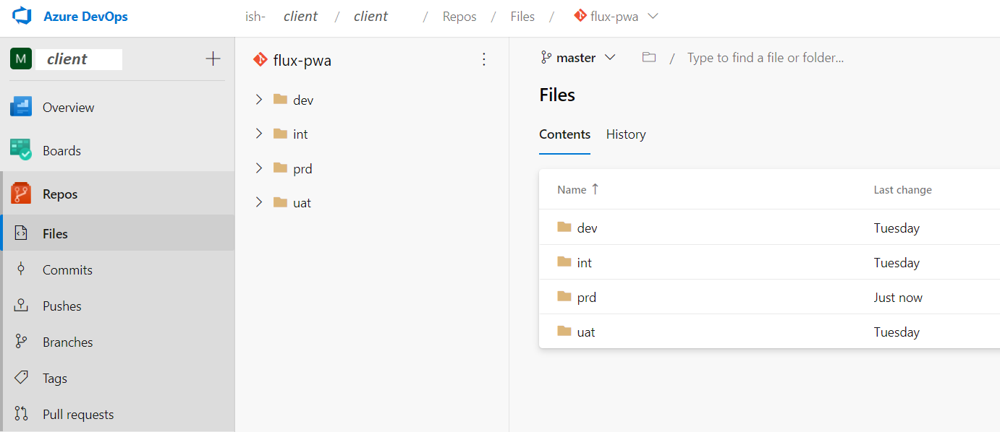 Azure DevOps
ish- client / client / Repos / Files / flux-pwa
M client
Overview
Boards
Repos
Files
Commits
Pushes
Branches
Tags
Pull requests
flux-pwa
dev
int
prd
uat
master / Type to find a file or folder...
Files
Contents History
Name ↑ Last change
dev Tuesday
int Tuesday
prd Just now
uat Tuesday